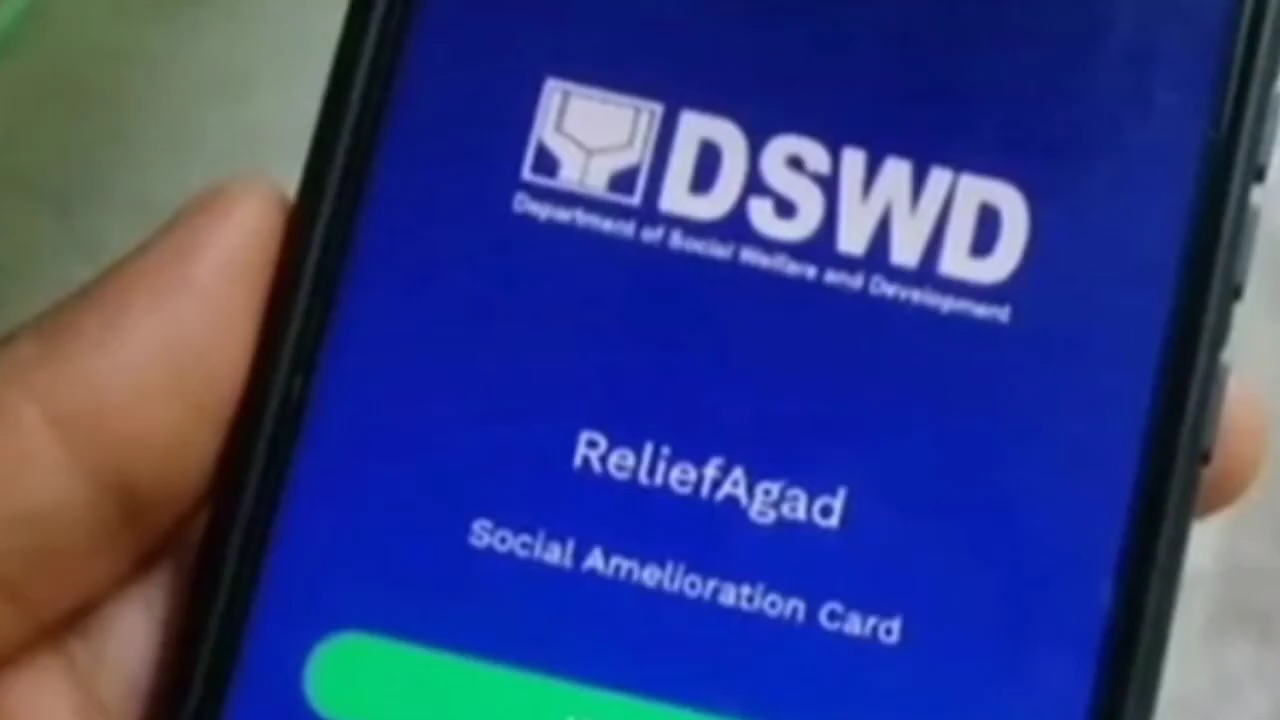 DSWD
Department of Social Welfare and Development
ReliefAgad
Social Amelioration Card